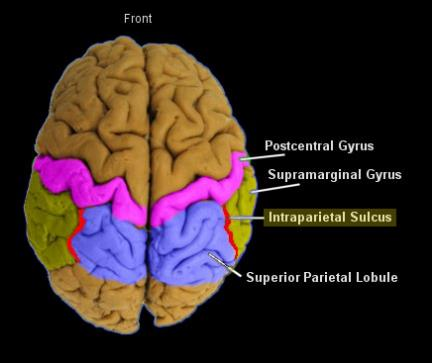 Front
Postcentral Gyrus
Supramarginal Gyrus
Intraparietal Sulcus
Superior Parietal Lobule